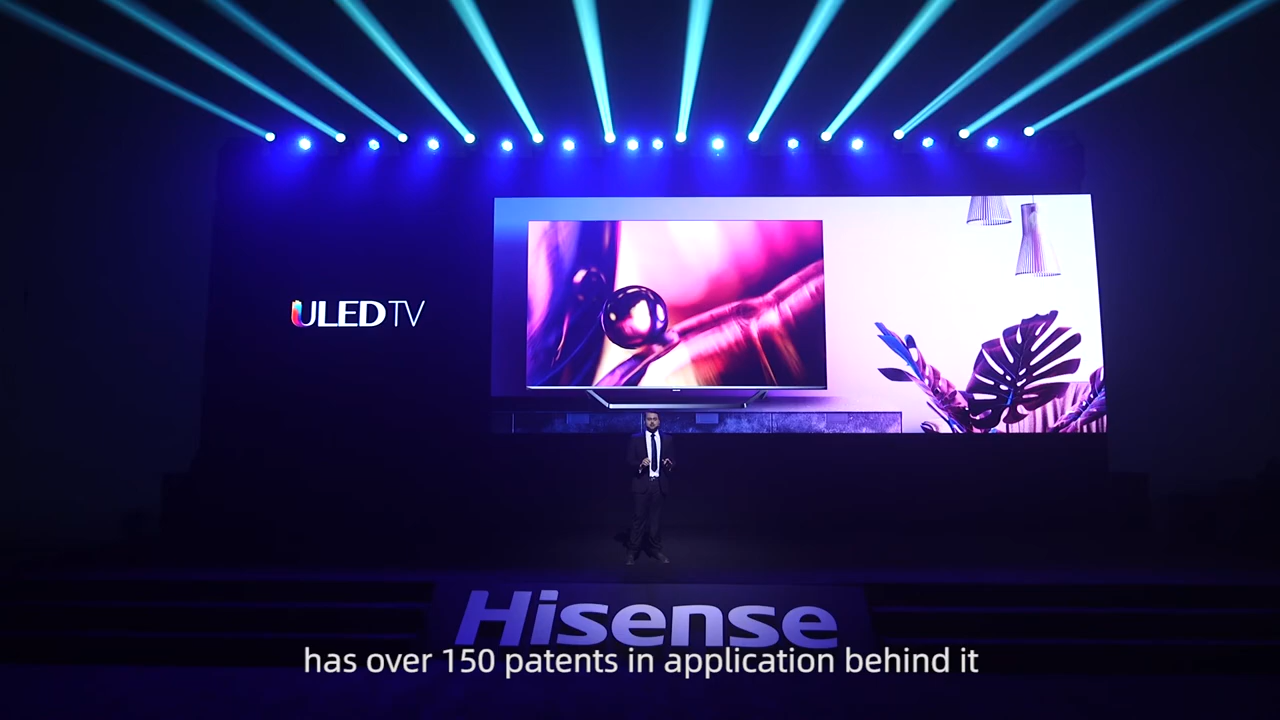 ULED TV
Hisense
has over 150 patents in application behind it